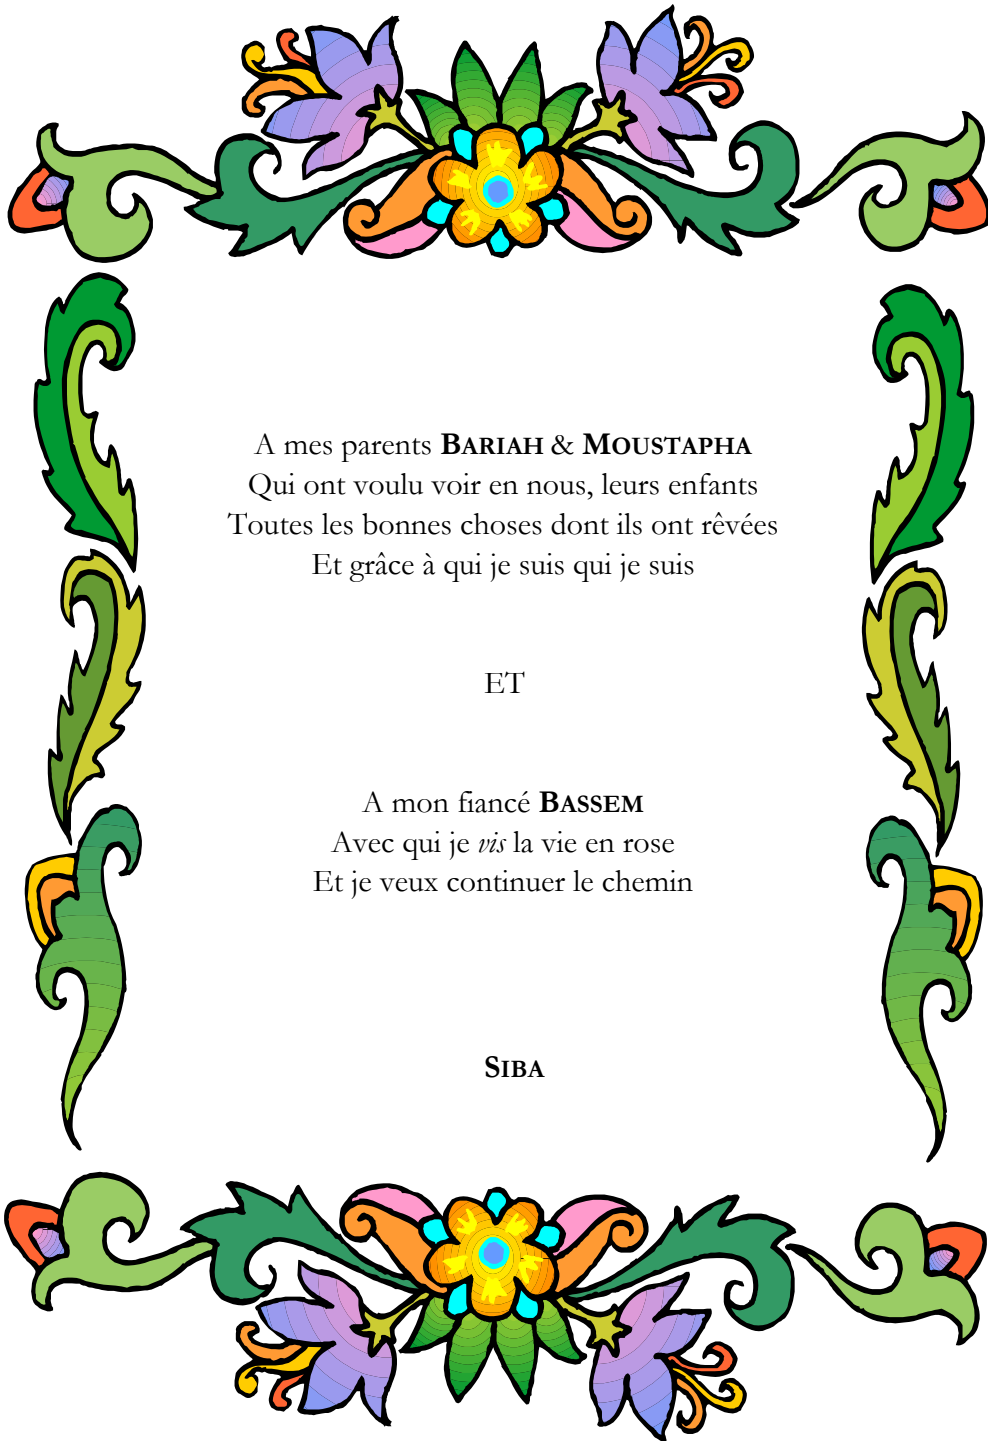 A mes parents BARIAH & MOUSTAPHA
Qui ont voulu voir en nous, leurs enfants
Toutes les bonnes choses dont ils ont rêvées
Et grâce à qui je suis qui je suis
ET
A mon fiancé BASSEM
Avec qui je vis la vie en rose
Et je veux continuer le chemin
SIBA